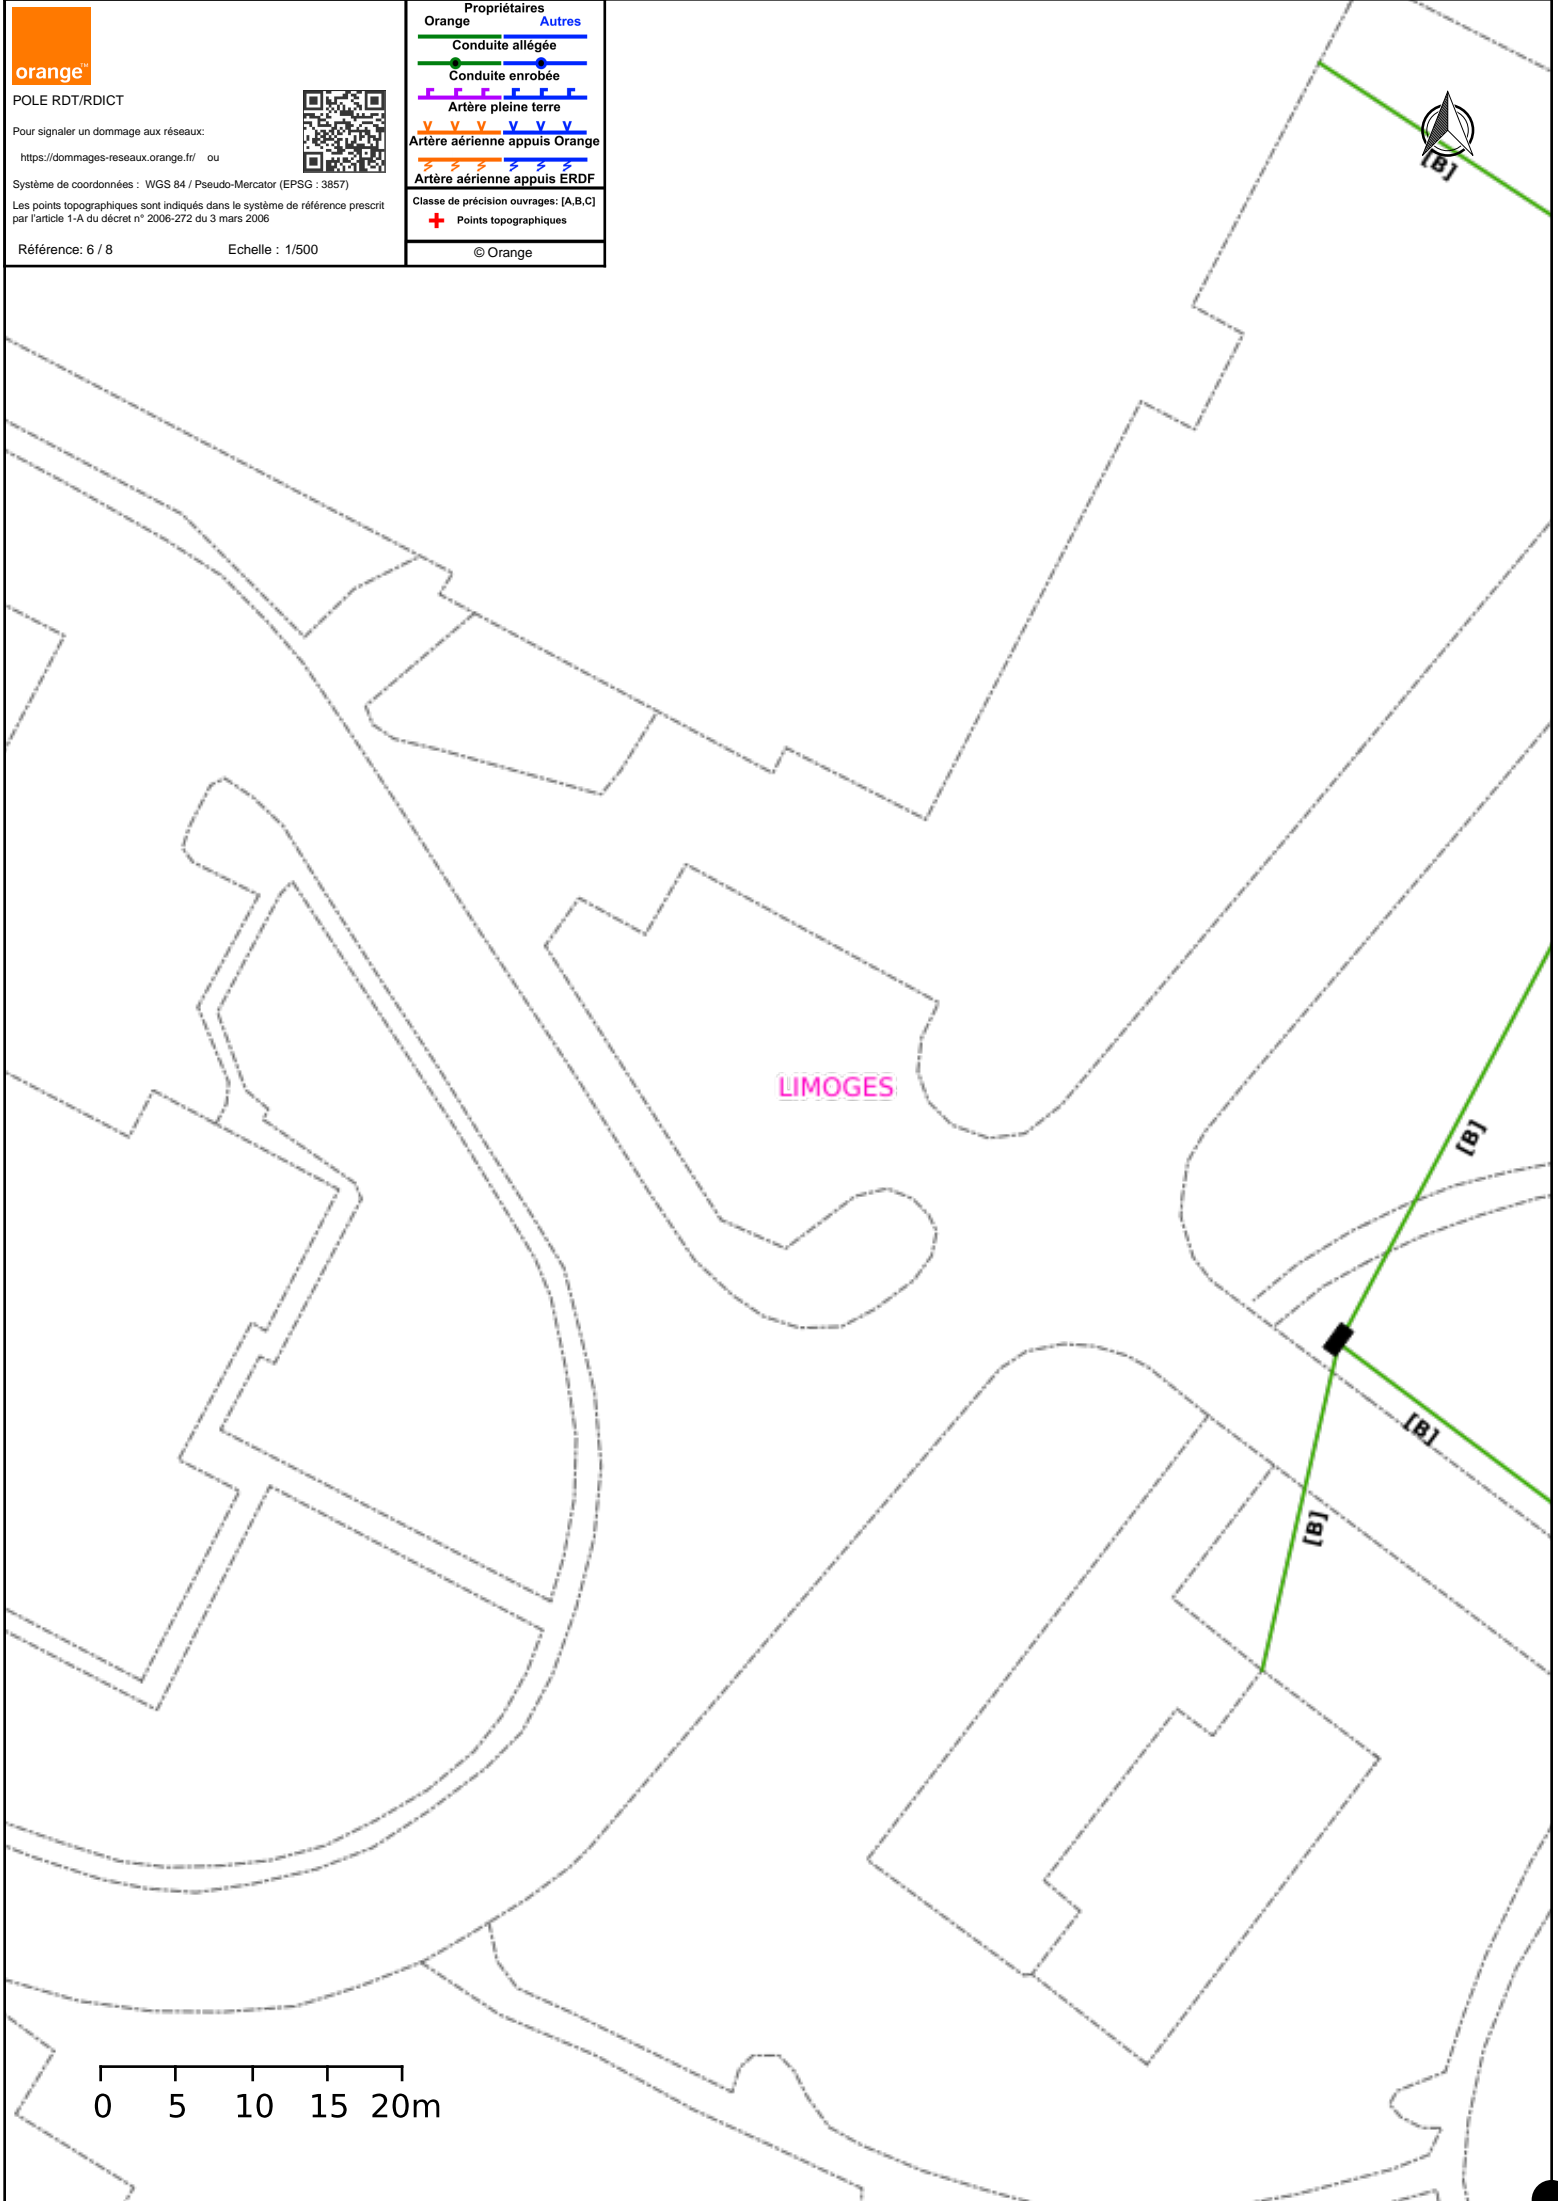 orange™
POLE RDT/RDICT
Pour signaler un dommage aux réseaux:
https://dommages-reseaux.orange.fr/ ou
Système de coordonnées : WGS 84 / Pseudo-Mercator (EPSG : 3857)
Les points topographiques sont indiqués dans le système de référence prescrit
par l'article 1-A du décret n° 2006-272 du 3 mars 2006
Référence: 6 / 8 Echelle : 1/500
Propriétaires
Orange Autres
Conduite allégée
Conduite enrobée
Artère pleine terre
Artère aérienne appuis Orange
Artère aérienne appuis ERDF
Classe de précision ouvrages: [A,B,C]
Points topographiques
© Orange
[B]
LIMOGES
[B]
[B]
[B]
0 5 10 15 20m